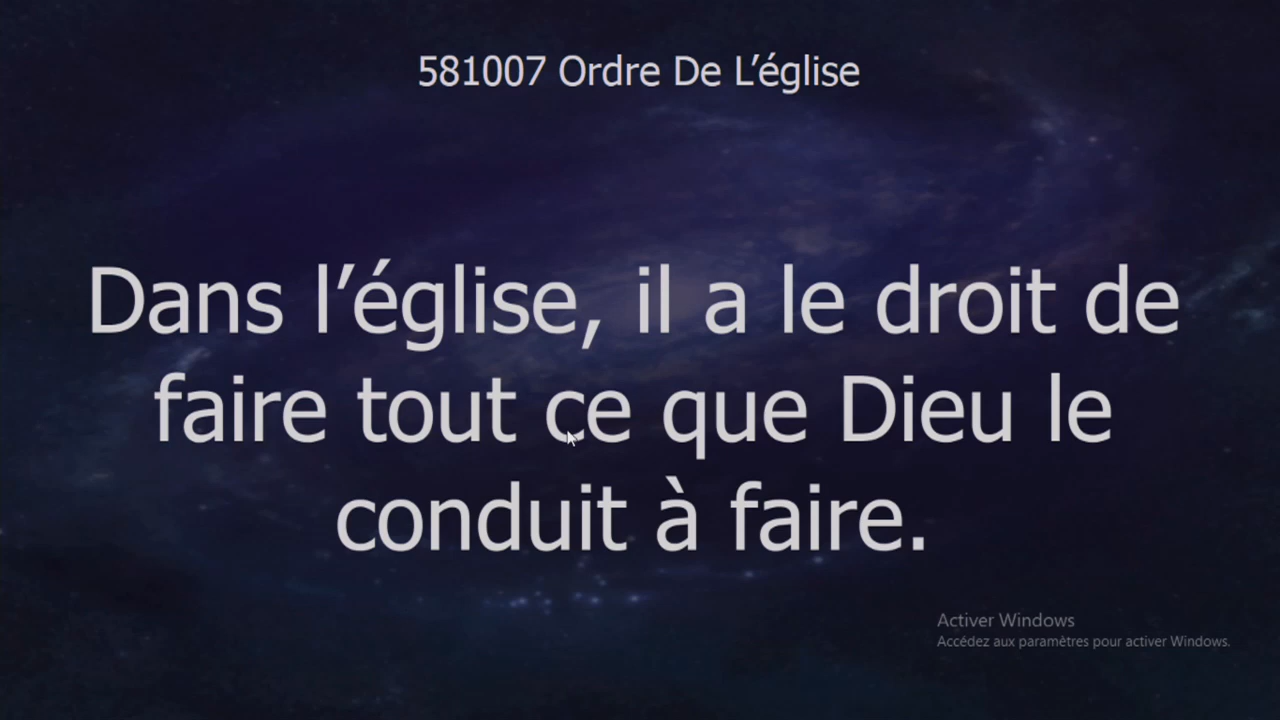 581007 Ordre De L’église
Dans l’église, il a le droit de
faire tout ce que Dieu le
conduit à faire.
Activer Windows
Accédez aux paramètres pour activer Windows.